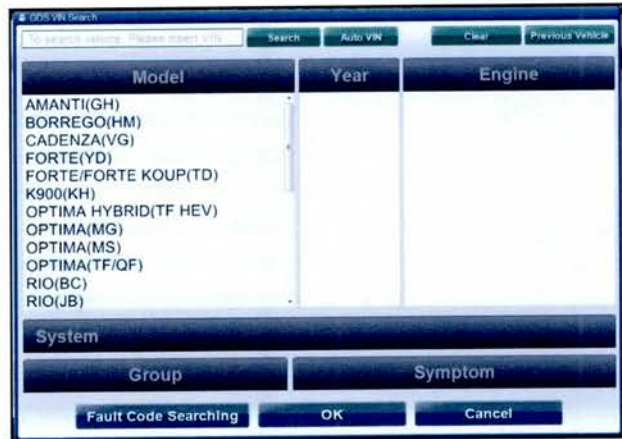 GDS VIN Search
To search vehicle, Please insert VIN
Search
Auto VIN
Clear
Previous Vehicle
Model
Year
Engine
AMANTI(GH)
BORREGO(HM)
CADENZA(VG)
FORTE(YD)
FORTE/FORTE KOUP(TD)
K900(KH)
OPTIMA HYBRID(TF HEV)
OPTIMA(MG)
OPTIMA(MS)
OPTIMA(TF/QF)
RIO(BC)
RIO(JB)
System
Group
Symptom
Fault Code Searching
OK
Cancel